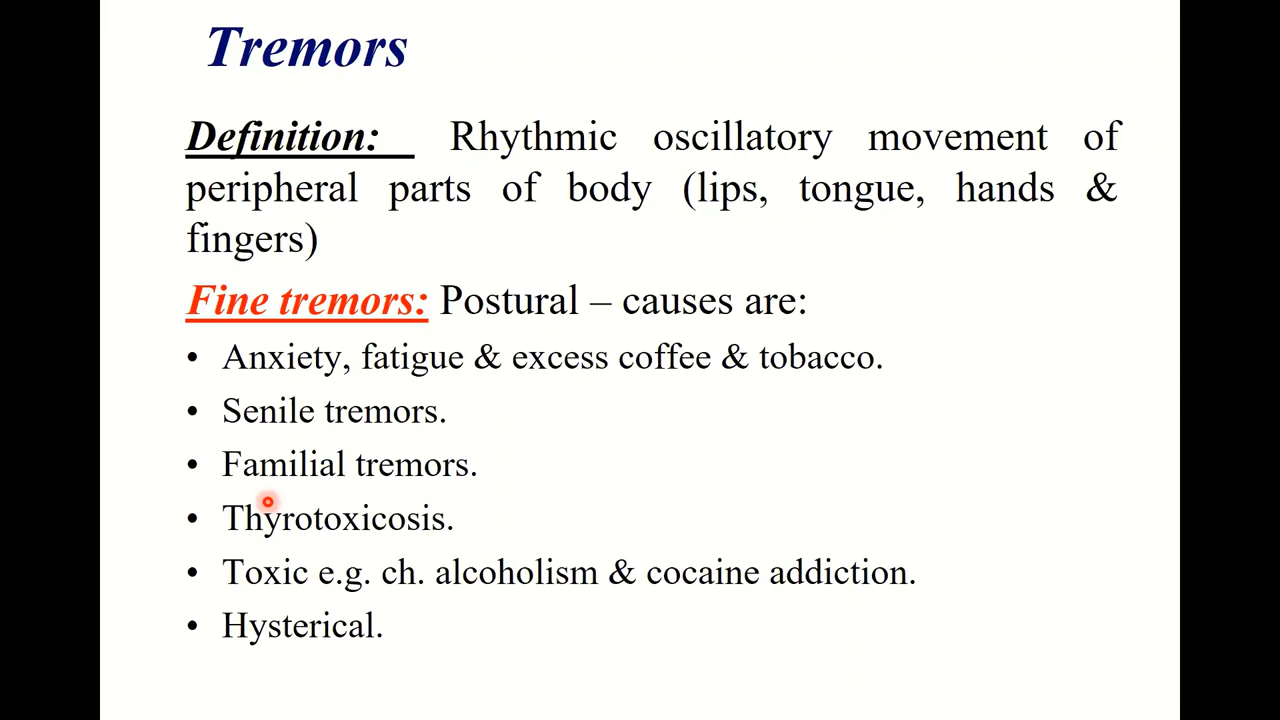 Tremors
Definition: Rhythmic oscillatory movement of
peripheral parts of body (lips, tongue, hands &
fingers)
Fine tremors: Postural – causes are:
• Anxiety, fatigue & excess coffee & tobacco.
• Senile tremors.
• Familial tremors.
• Thyrotoxicosis.
• Toxic e.g. ch. alcoholism & cocaine addiction.
• Hysterical.